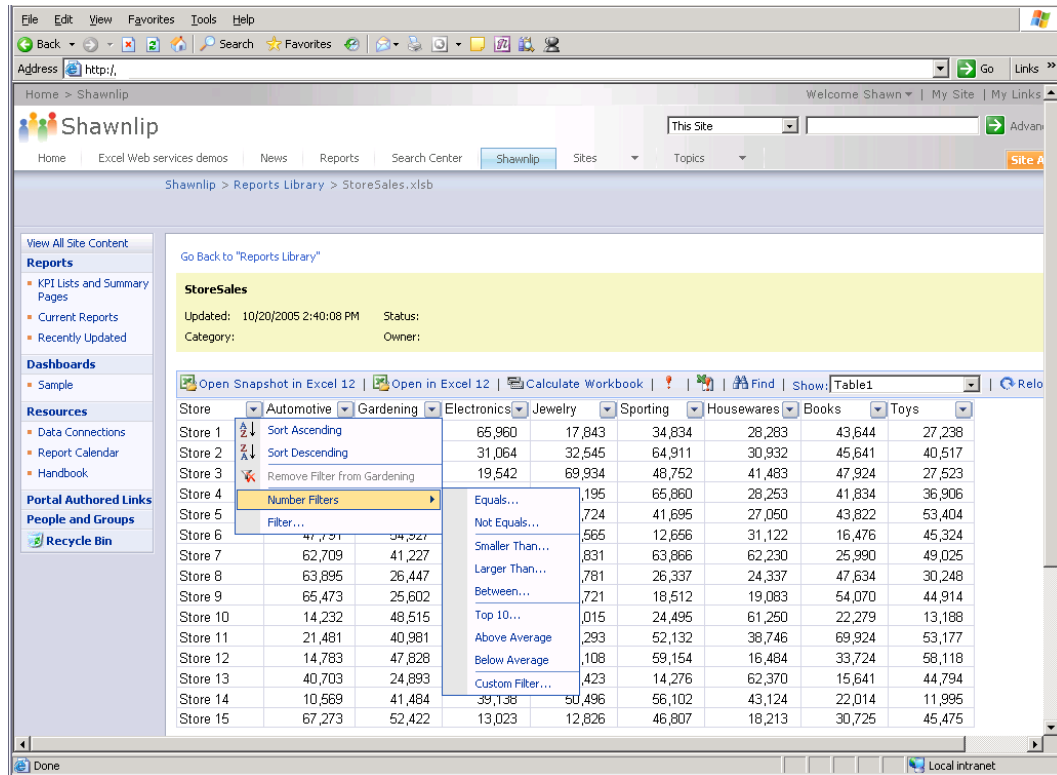 File Edit View Favorites Tools Help
Back Search Favorites
Address http:/, Go Links »
Home > Shawnlip Welcome Shawn | My Site | My Links
Shawnlip This Site
Home Excel Web services demos News Reports Search Center Shawnlip Sites Topics
Shawnlip > Reports Library > StoreSales.xlsb
View All Site Content
Reports
KPI Lists and Summary
Pages
Current Reports
Recently Updated
Dashboards
Sample
Resources
Data Connections
Report Calendar
Handbook
Portal Authored Links
People and Groups
Recycle Bin
Go Back to "Reports Library"
StoreSales
Updated: 10/20/2005 2:40:08 PM Status:
Category: Owner:
Open Snapshot in Excel 12 | Open in Excel 12 | Calculate Workbook | | Find | Show: Table1 | Relo
Store Automotive Gardening Electronics Jewelry Sporting Housewares Books Toys
Store 1 65,960 17,843 34,834 28,283 43,644 27,238
Store 2 31,064 32,545 64,911 30,932 45,641 40,517
Store 3 19,542 69,934 48,752 41,483 47,924 27,523
Store 4 ,195 65,860 28,253 41,834 36,906
Store 5 ,724 41,695 27,050 43,822 53,404
Store 6 ,565 12,656 31,122 16,476 45,324
Store 7 62,709 41,227 ,831 63,866 62,230 25,990 49,025
Store 8 63,895 26,447 ,781 26,337 24,337 47,634 30,248
Store 9 65,473 25,602 ,721 18,512 19,083 54,070 44,914
Store 10 14,232 48,515 ,015 24,495 61,250 22,279 13,188
Store 11 21,481 40,981 ,293 52,132 38,746 69,924 53,177
Store 12 14,783 47,828 ,108 59,154 16,484 33,724 58,118
Store 13 40,703 24,893 ,423 14,276 62,370 15,641 44,794
Store 14 10,569 41,484 39,138 50,496 56,102 43,124 22,014 11,995
Store 15 67,273 52,422 13,023 12,826 46,807 18,213 30,725 45,475
Sort Ascending
Sort Descending
Remove Filter from Gardening
Number Filters
Filter...
Equals...
Not Equals...
Smaller Than...
Larger Than...
Between...
Top 10...
Above Average
Below Average
Custom Filter...
Done Local intranet